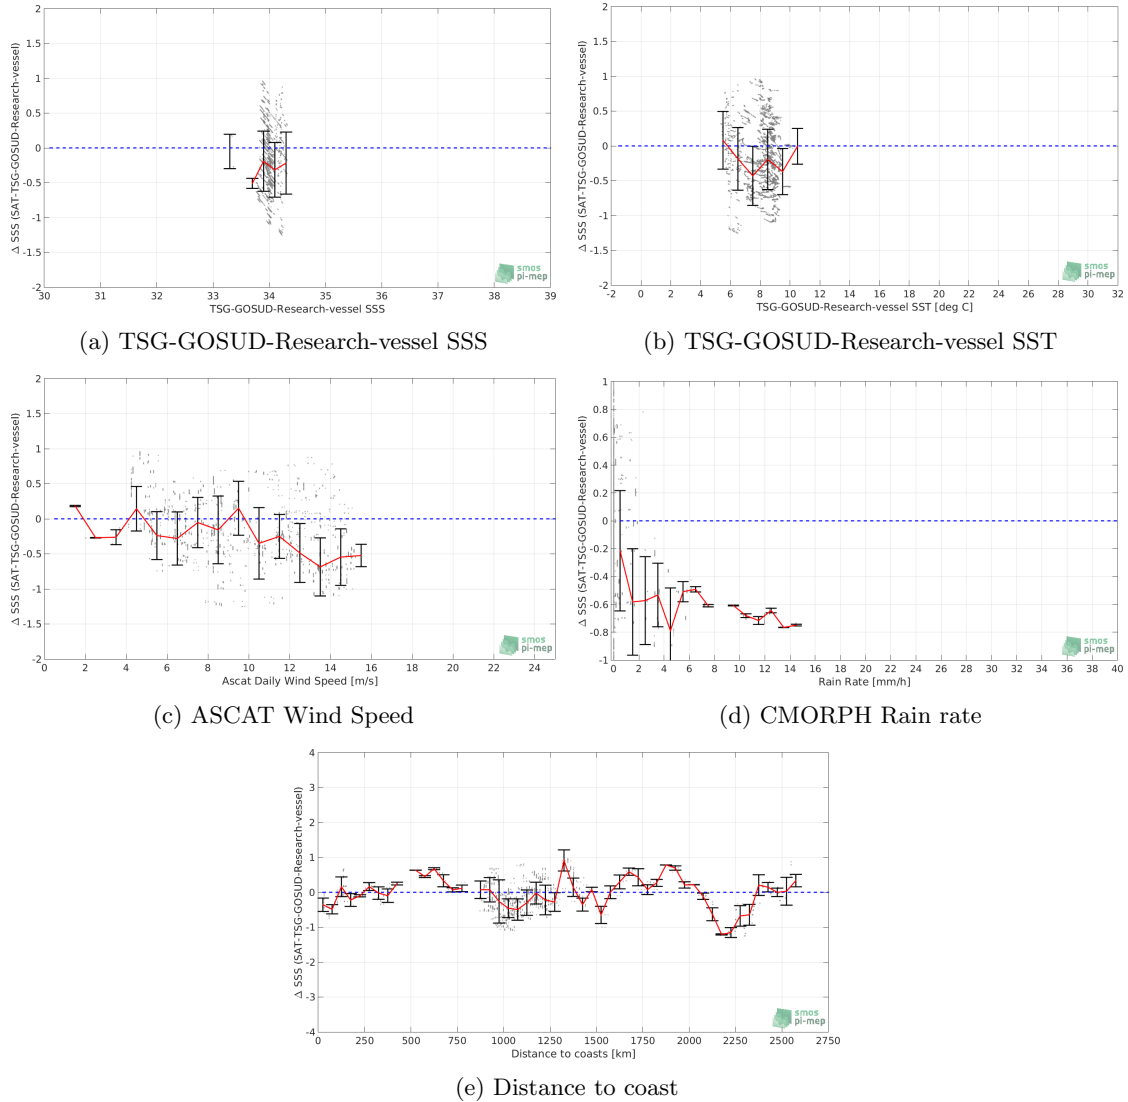 2
1.5
1
0.5
0
-0.5
-1
-1.5
-2
Δ SSS (SAT-TSG-GOSUD-Research-vessel)
30 31 32 33 34 35 36 37 38 39
TSG-GOSUD-Research-vessel SSS
smos
pi-mep
(a) TSG-GOSUD-Research-vessel SSS
2
1.5
1
0.5
0
-0.5
-1
-1.5
-2
Δ SSS (SAT-TSG-GOSUD-Research-vessel)
-2 0 2 4 6 8 10 12 14 16 18 20 22 24 26 28 30 32
TSG-GOSUD-Research-vessel SST [deg C]
smos
pi-mep
(b) TSG-GOSUD-Research-vessel SST
2
1.5
1
0.5
0
-0.5
-1
-1.5
-2
Δ SSS (SAT-TSG-GOSUD-Research-vessel)
0 2 4 6 8 10 12 14 16 18 20 22 24
Ascat Daily Wind Speed [m/s]
smos
pi-mep
(c) ASCAT Wind Speed
1
0.8
0.6
0.4
0.2
0
-0.2
-0.4
-0.6
-0.8
-1
Δ SSS (SAT-TSG-GOSUD-Research-vessel)
0 2 4 6 8 10 12 14 16 18 20 22 24 26 28 30 32 34 36 38 40
Rain Rate [mm/h]
smos
pi-mep
(d) CMORPH Rain rate
4
3
2
1
0
-1
-2
-3
-4
Δ SSS (SAT-TSG-GOSUD-Research-vessel)
0 250 500 750 1000 1250 1500 1750 2000 2250 2500 2750
Distance to coasts [km]
smos
pi-mep
(e) Distance to coast